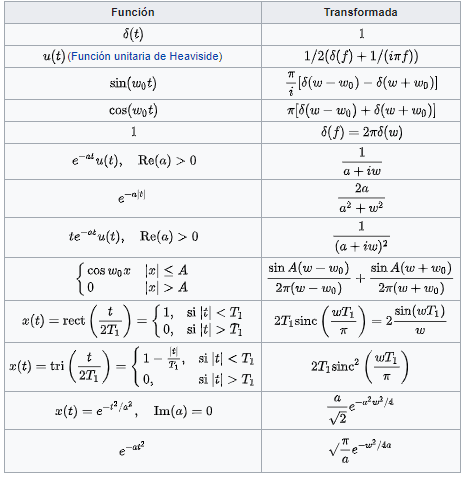 Función Transformada
δ(t) 1
u(t) (Función unitaria de Heaviside) 1/2(δ(f) + 1/(iπf)
sin(w₀t) π/i [δ(w − w₀) − δ(w + w₀)]
cos(w₀t) π[δ(w − w₀) + δ(w + w₀)]
1 δ(f) = 2πδ(w)
e^{−at}u(t), Re(a) > 0 1/(a + iw)
e^{−a|t|} 2a/(a² + w²)
te^{−at}u(t), Re(a) > 0 1/(a + iw)²
{ cos w₀x |x| ≤ A
0 |x| > A sin A(w − w₀)/2π(w − w₀) + sin A(w + w₀)/2π(w + w₀)
x(t) = rect (t/2T₁) = { 1, si |t| < T₁
0, si |t| > T₁ 2T₁sinc (wT₁/π) = 2 sin(wT₁)/w
x(t) = tri (t/2T₁) = { 1 − |t|/T₁, si |t| < T₁
0, si |t| > T₁ 2T₁sinc² (wT₁/π)
x(t) = e^{−t²/a²}, Im(a) = 0 a/√2 e^{−a²w²/4}
e^{−at²} √π/a e^{−w²/4a}